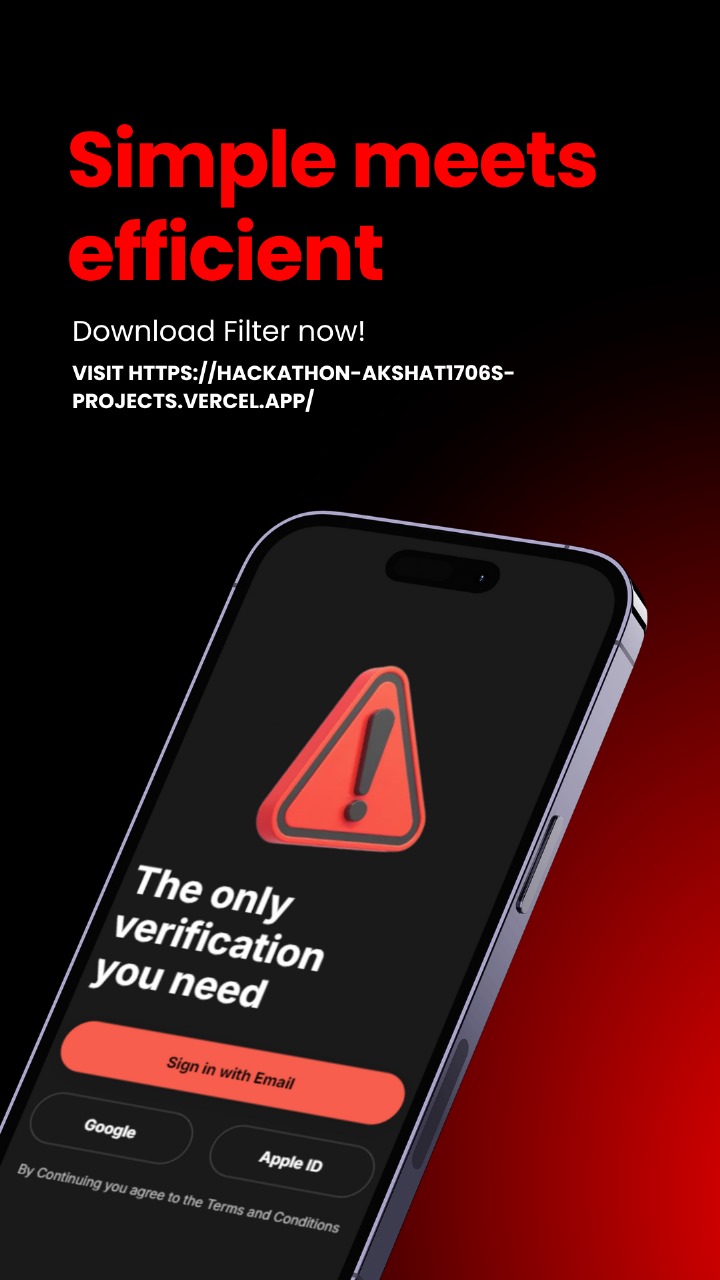 Simple meets
efficient
Download Filter now!
VISIT HTTPS://HACKATHON-AKSHAT1706S-
PROJECTS.VERCEL.APP/
The only
verification
you need
Sign in with Email
Google
Apple ID
By Continuing you agree to the Terms and Conditions